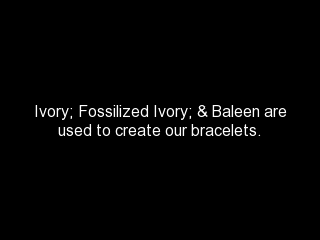 Ivory; Fossilized Ivory; & Baleen are
used to create our bracelets.